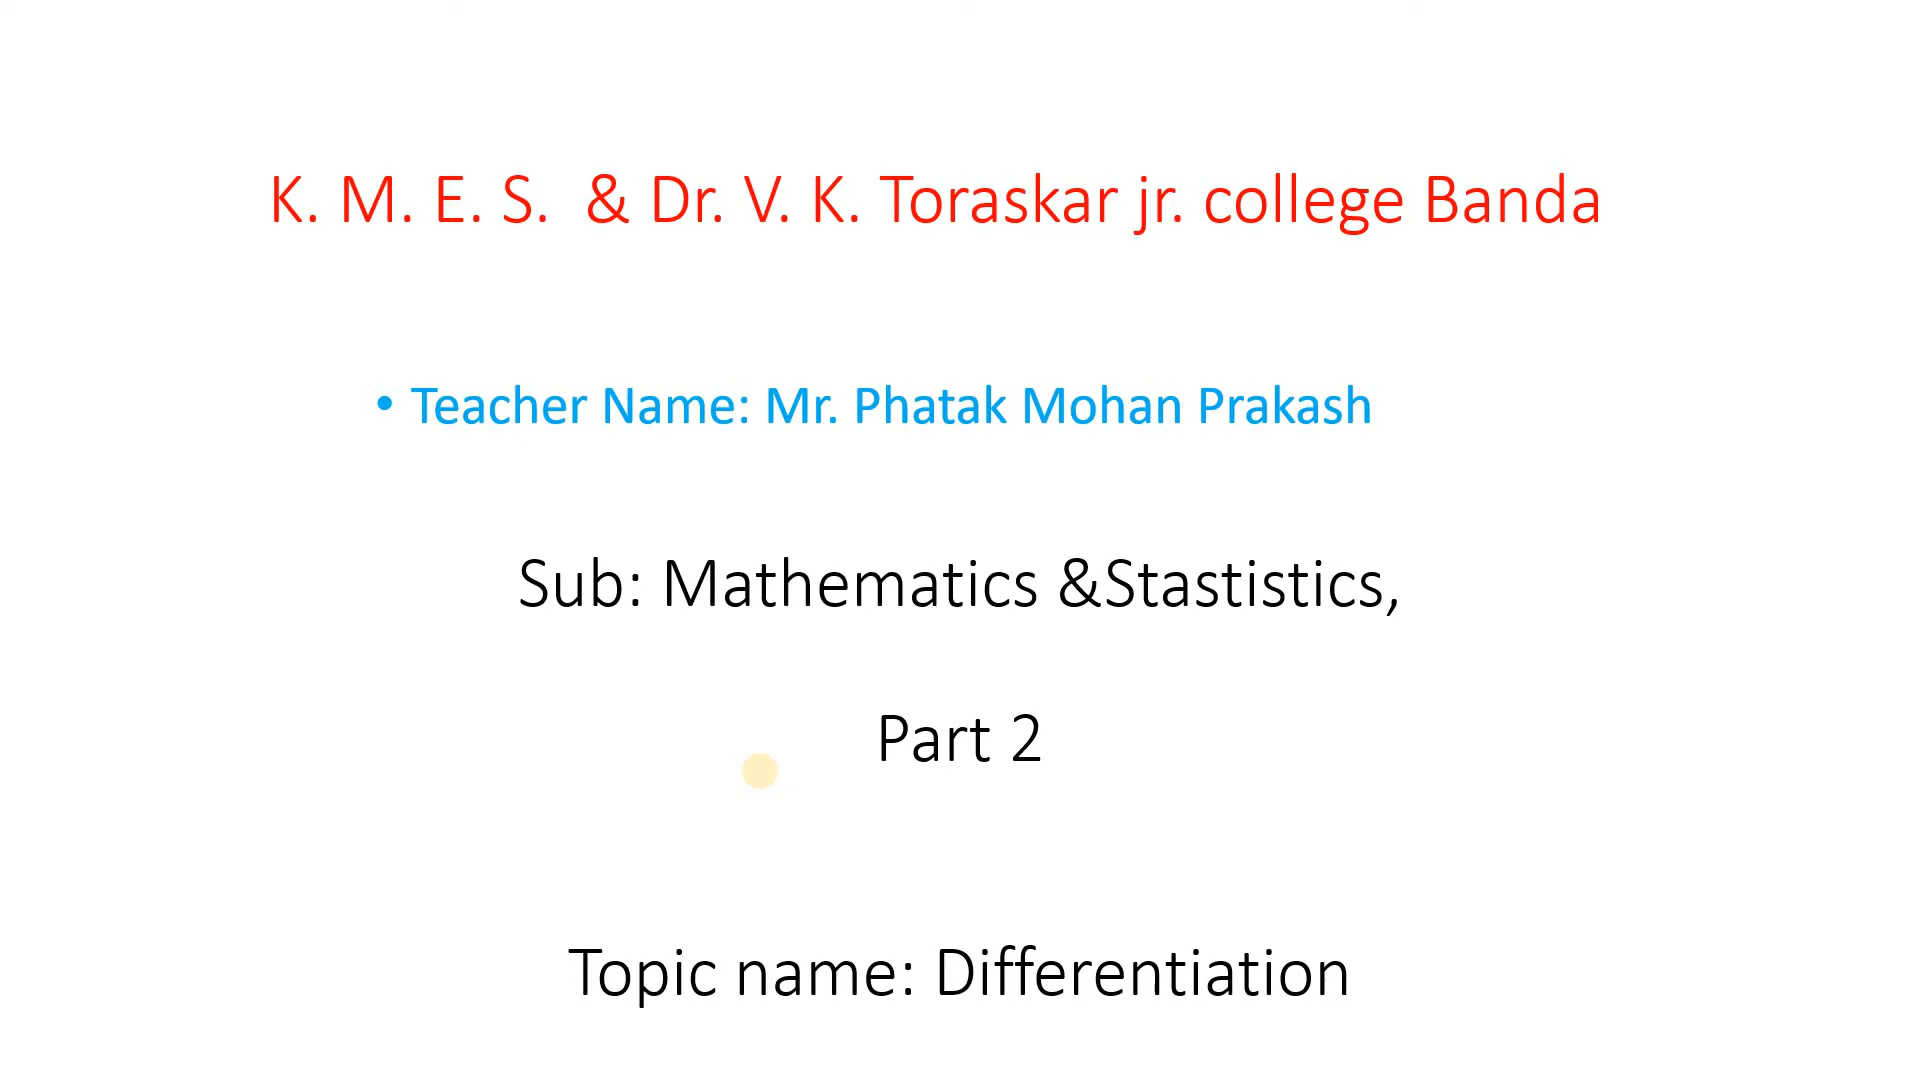 K. M. E. S.  & Dr. V. K. Toraskar jr. college Banda
• Teacher Name: Mr. Phatak Mohan Prakash
Sub: Mathematics &Stastistics,
Part 2
Topic name: Differentiation